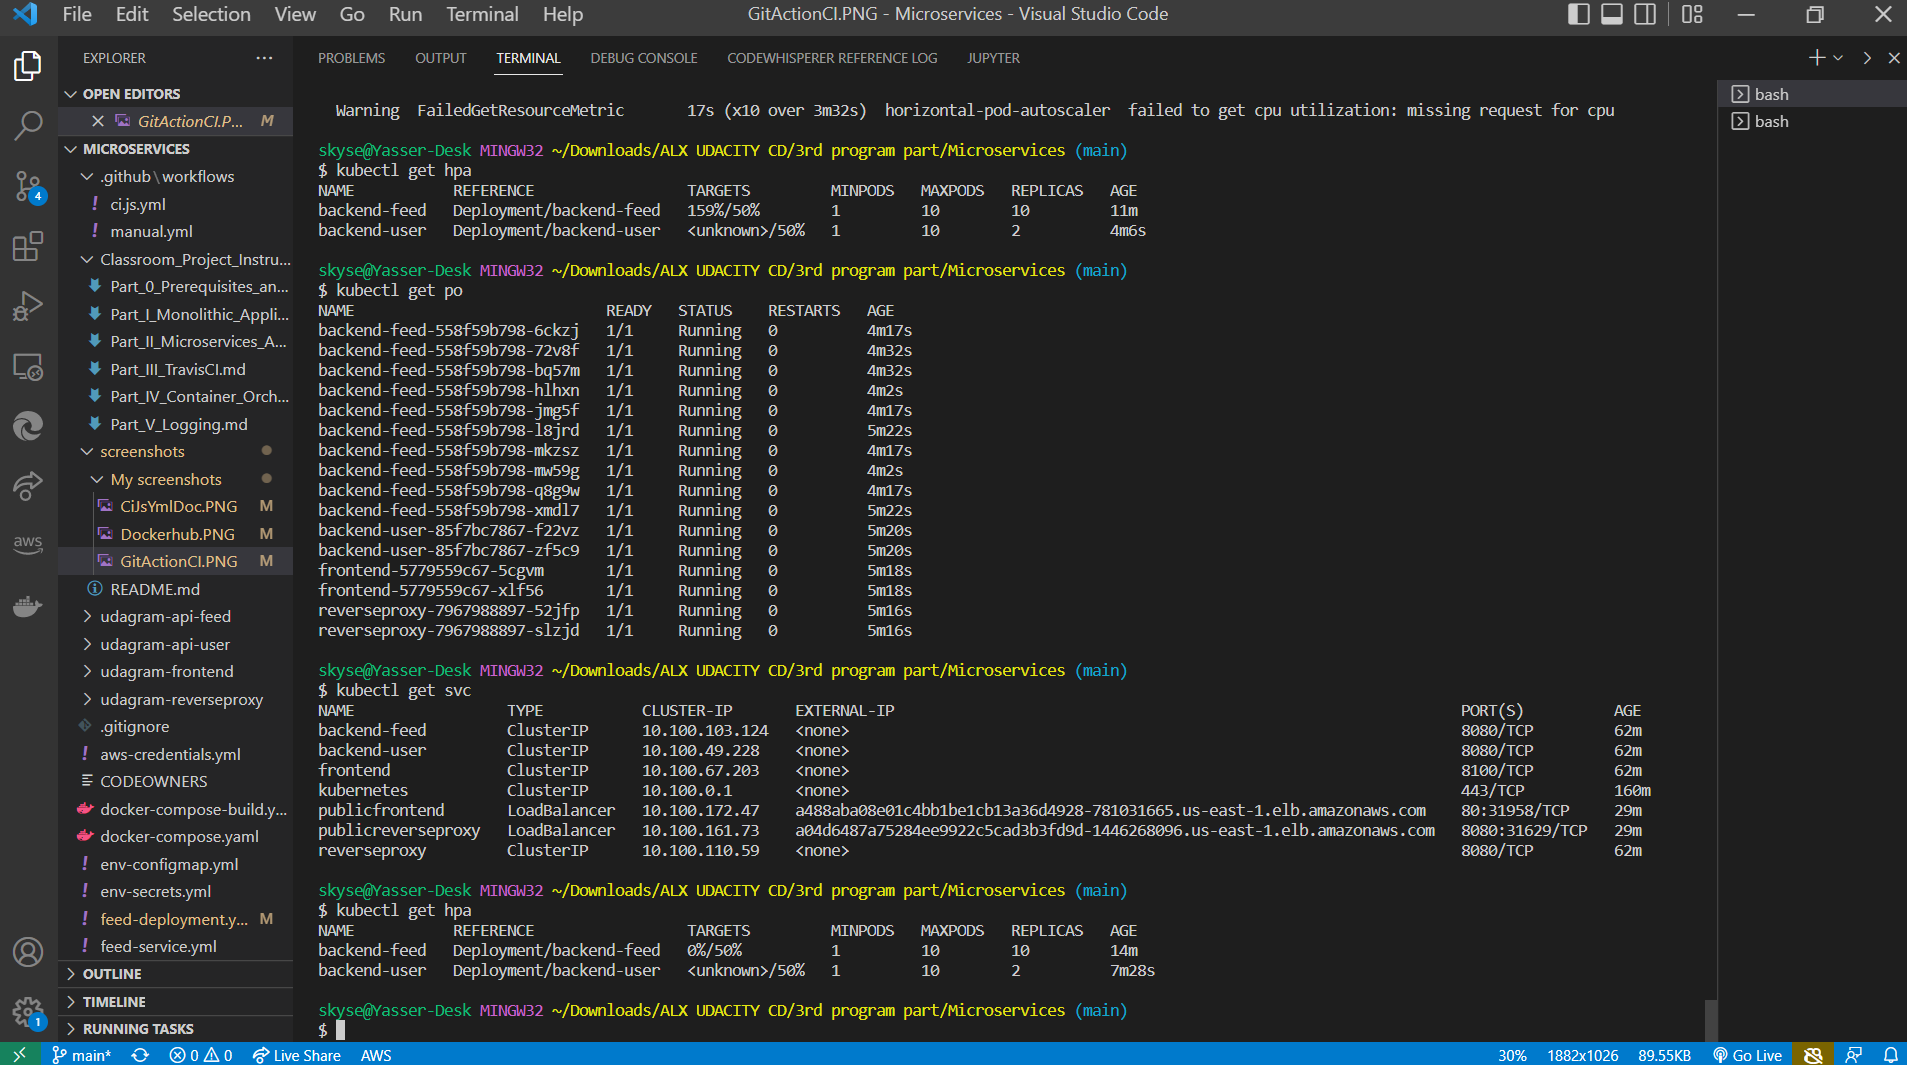 File Edit Selection View Go Run Terminal Help GitActionCI.PNG - Microservices - Visual Studio Code
EXPLORER
OPEN EDITORS
GitActionCI.P... M
MICROSERVICES
.github\workflows
! ci.js.yml
! manual.yml
Classroom_Project_Instru...
Part_0_Prerequisites_an...
Part_I_Monolithic_Appli...
Part_II_Microservices_A...
Part_III_TravisCI.md
Part_IV_Container_Orch...
Part_V_Logging.md
screenshots
My screenshots
CiJsYmlDoc.PNG M
Dockerhub.PNG M
GitActionCI.PNG M
README.md
udagram-api-feed
udagram-api-user
udagram-frontend
udagram-reverseproxy
.gitignore
! aws-credentials.yml
CODEOWNERS
docker-compose-build.y...
docker-compose.yaml
! env-configmap.yml
! env-secrets.yml
! feed-deployment.y... M
! feed-service.yml
OUTLINE
TIMELINE
RUNNING TASKS
4
aws
1
PROBLEMS OUTPUT TERMINAL DEBUG CONSOLE CODEWHISPERER REFERENCE LOG JUPYTER
bash
bash
Warning FailedGetResourceMetric 17s (x10 over 3m32s) horizontal-pod-autoscaler failed to get cpu utilization: missing request for cpu
skyse@Yasser-Desk MINGW32 ~/Downloads/ALX UDACITY CD/3rd program part/Microservices (main)
$ kubectl get hpa
NAME REFERENCE TARGETS MINPODS MAXPODS REPLICAS AGE
backend-feed Deployment/backend-feed 159%/50% 1 10 10 11m
backend-user Deployment/backend-user <unknown>/50% 1 10 2 4m6s
skyse@Yasser-Desk MINGW32 ~/Downloads/ALX UDACITY CD/3rd program part/Microservices (main)
$ kubectl get po
NAME READY STATUS RESTARTS AGE
backend-feed-558f59b798-6ckzj 1/1 Running 0 4m17s
backend-feed-558f59b798-72v8f 1/1 Running 0 4m32s
backend-feed-558f59b798-bq57m 1/1 Running 0 4m32s
backend-feed-558f59b798-hlhxn 1/1 Running 0 4m2s
backend-feed-558f59b798-jmg5f 1/1 Running 0 4m17s
backend-feed-558f59b798-l8jrd 1/1 Running 0 5m22s
backend-feed-558f59b798-mkzsz 1/1 Running 0 4m17s
backend-feed-558f59b798-mw59g 1/1 Running 0 4m2s
backend-feed-558f59b798-q8g9w 1/1 Running 0 4m17s
backend-feed-558f59b798-xmdl7 1/1 Running 0 5m22s
backend-user-85f7bc7867-f22vz 1/1 Running 0 5m20s
backend-user-85f7bc7867-zf5c9 1/1 Running 0 5m20s
frontend-5779559c67-5cgvm 1/1 Running 0 5m18s
frontend-5779559c67-xlf56 1/1 Running 0 5m18s
reverseproxy-7967988897-52jfp 1/1 Running 0 5m16s
reverseproxy-7967988897-slzjd 1/1 Running 0 5m16s
skyse@Yasser-Desk MINGW32 ~/Downloads/ALX UDACITY CD/3rd program part/Microservices (main)
$ kubectl get svc
NAME TYPE CLUSTER-IP EXTERNAL-IP PORT(S) AGE
backend-feed ClusterIP 10.100.103.124 <none> 8080/TCP 62m
backend-user ClusterIP 10.100.49.228 <none> 8080/TCP 62m
frontend ClusterIP 10.100.67.203 <none> 8100/TCP 62m
kubernetes ClusterIP 10.100.0.1 <none> 443/TCP 160m
publicfrontend LoadBalancer 10.100.172.47 a488aba08e01c4bb1be1cb13a36d4928-781031665.us-east-1.elb.amazonaws.com 80:31958/TCP 29m
publicreverseproxy LoadBalancer 10.100.161.73 a04d6487a75284ee9922c5cad3b3fd9d-1446268096.us-east-1.elb.amazonaws.com 8080:31629/TCP 29m
reverseproxy ClusterIP 10.100.110.59 <none> 8080/TCP 62m
skyse@Yasser-Desk MINGW32 ~/Downloads/ALX UDACITY CD/3rd program part/Microservices (main)
$ kubectl get hpa
NAME REFERENCE TARGETS MINPODS MAXPODS REPLICAS AGE
backend-feed Deployment/backend-feed 0%/50% 1 10 10 14m
backend-user Deployment/backend-user <unknown>/50% 1 10 2 7m28s
skyse@Yasser-Desk MINGW32 ~/Downloads/ALX UDACITY CD/3rd program part/Microservices (main)
$
main* 0 0 Live Share AWS 30% 1882x1026 89.55KB Go Live